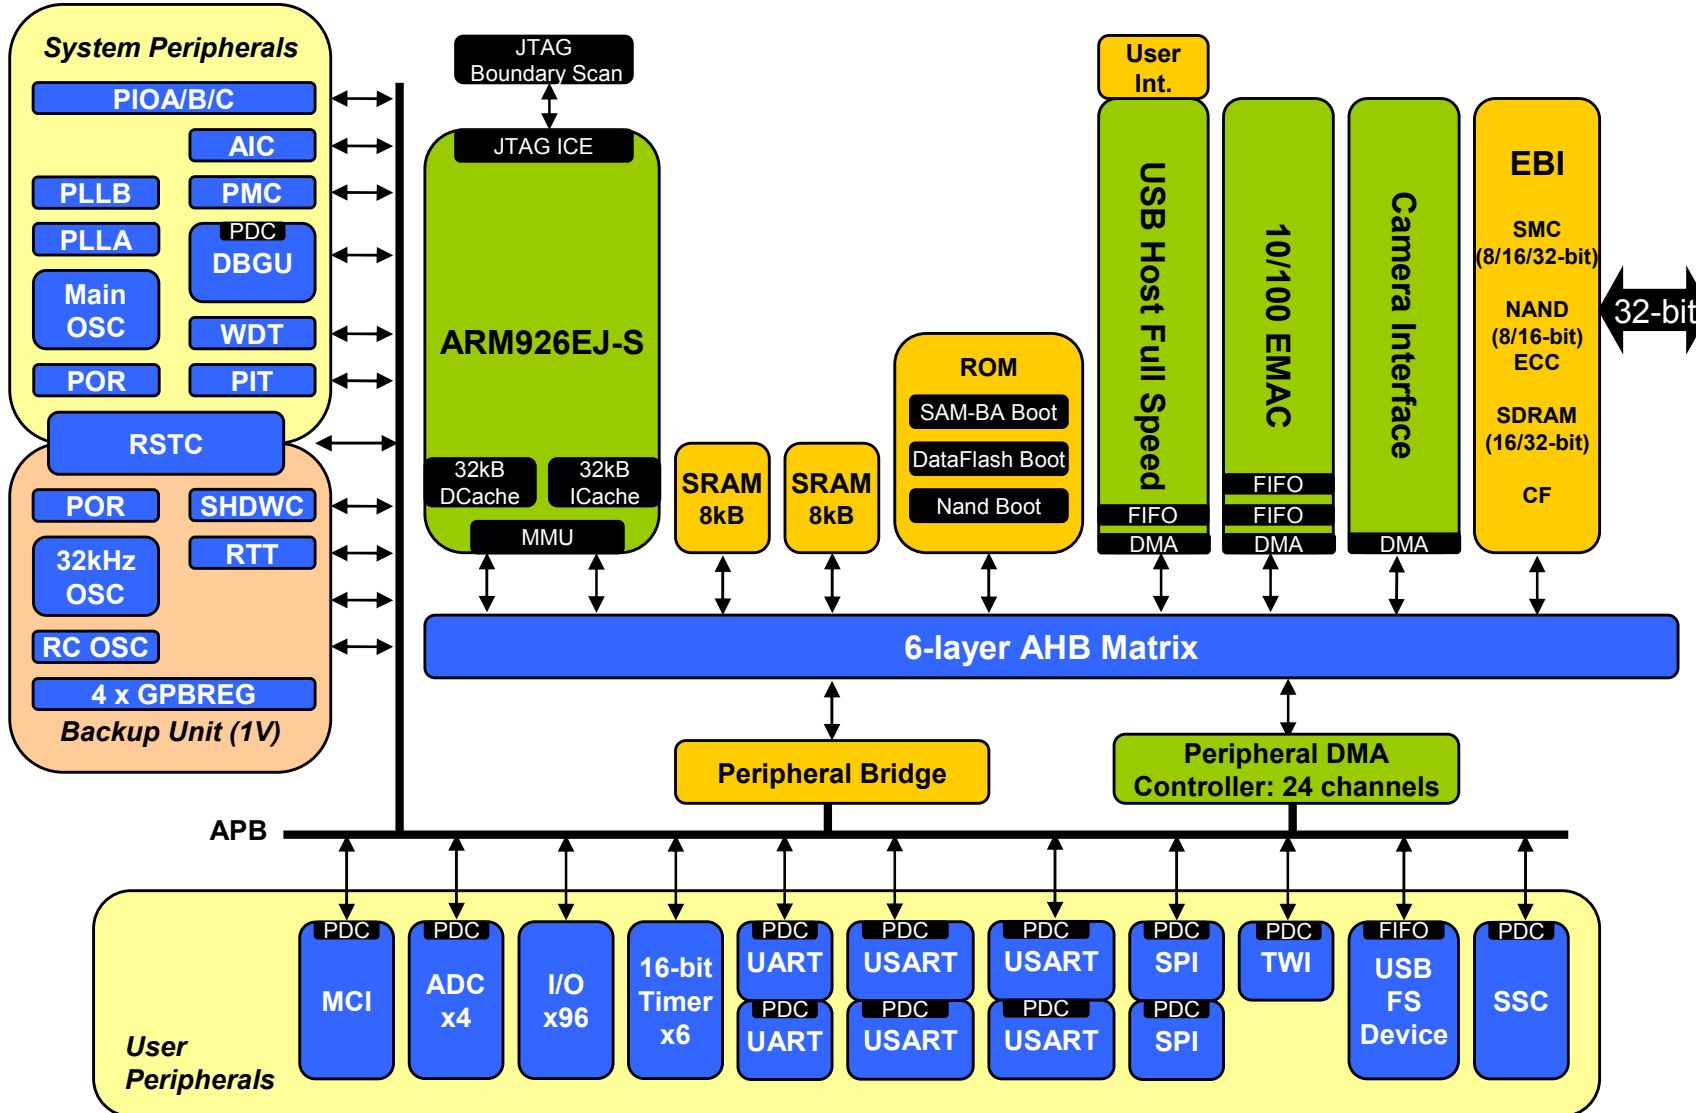 System Peripherals
PIOA/B/C
AIC
PLLB
PMC
PLLA
PDC
DBGU
Main
OSC
WDT
POR
PIT
RSTC
POR
SHDWC
32kHz
OSC
RTT
RC OSC
4 x GPBREG
Backup Unit (1V)
JTAG
Boundary Scan
JTAG ICE
ARM926EJ-S
32kB
DCache
32kB
ICache
MMU
SRAM
8kB
SRAM
8kB
ROM
SAM-BA Boot
DataFlash Boot
Nand Boot
User
Int.
USB Host Full Speed
FIFO
DMA
10/100 EMAC
FIFO
FIFO
DMA
Camera Interface
DMA
EBI
SMC
(8/16/32-bit)
NAND
(8/16-bit)
ECC
SDRAM
(16/32-bit)
CF
32-bit
6-layer AHB Matrix
Peripheral Bridge
Peripheral DMA
Controller: 24 channels
APB
PDC
MCI
PDC
ADC
x4
I/O
x96
16-bit
Timer
x6
PDC
UART
PDC
UART
PDC
USART
PDC
USART
PDC
USART
PDC
USART
PDC
SPI
PDC
SPI
PDC
TWI
FIFO
USB
FS
Device
PDC
SSC
User
Peripherals